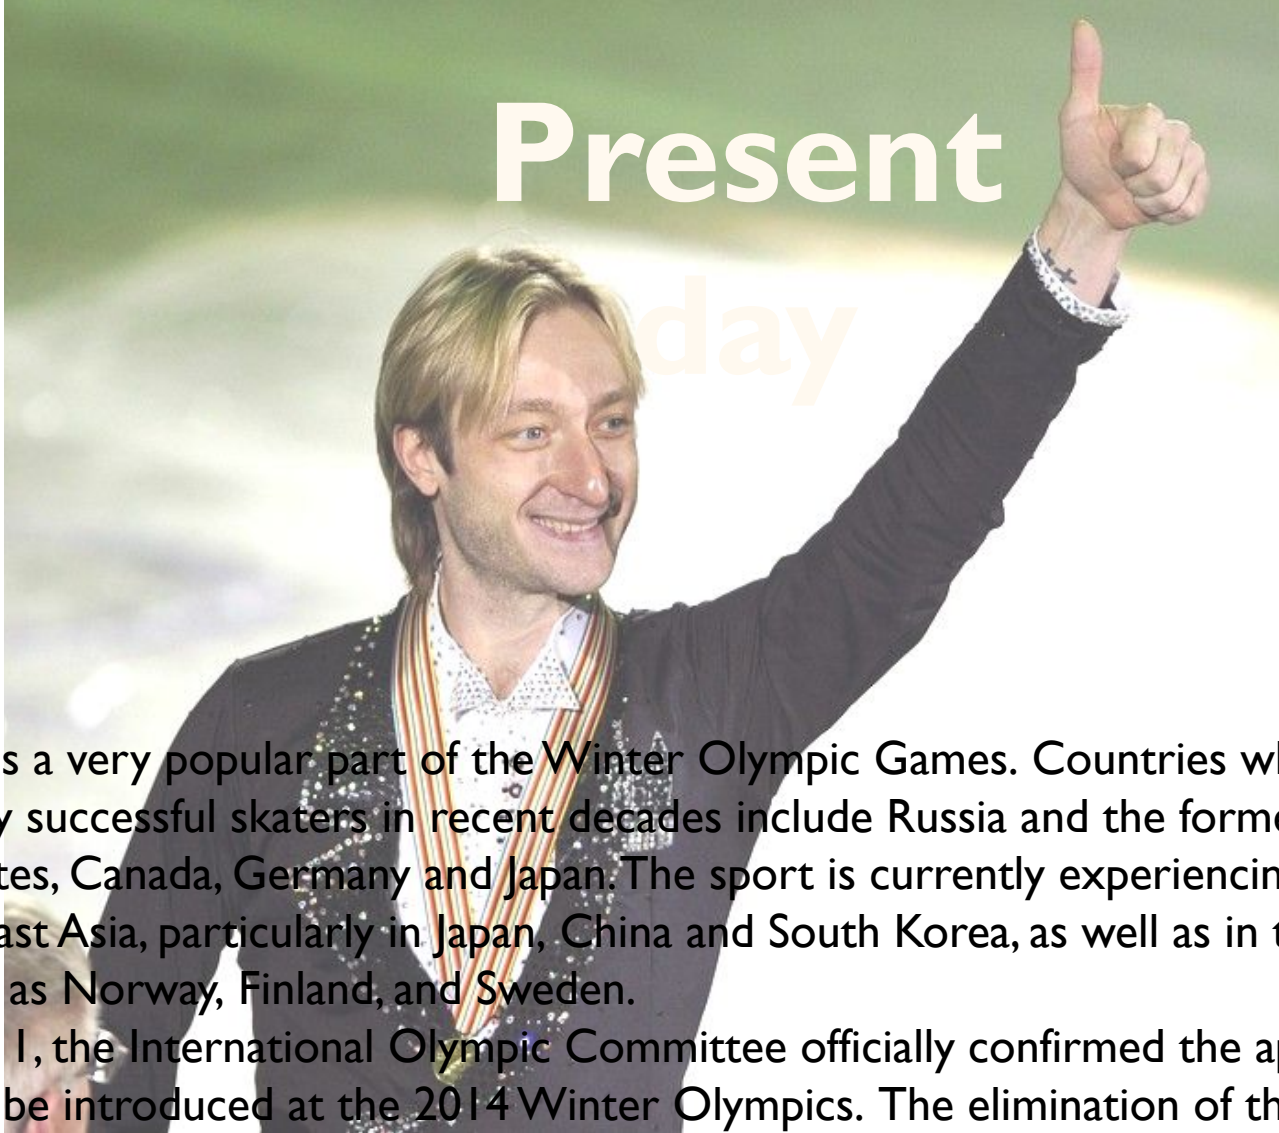 Present
day
s a very popular part of the Winter Olympic Games. Countries w
successful skaters in recent decades include Russia and the forme
tes, Canada, Germany and Japan. The sport is currently experiencin
ast Asia, particularly in Japan, China and South Korea, as well as in t
as Norway, Finland, and Sweden.
1, the International Olympic Committee officially confirmed the a
be introduced at the 2014 Winter Olympics. The elimination of th